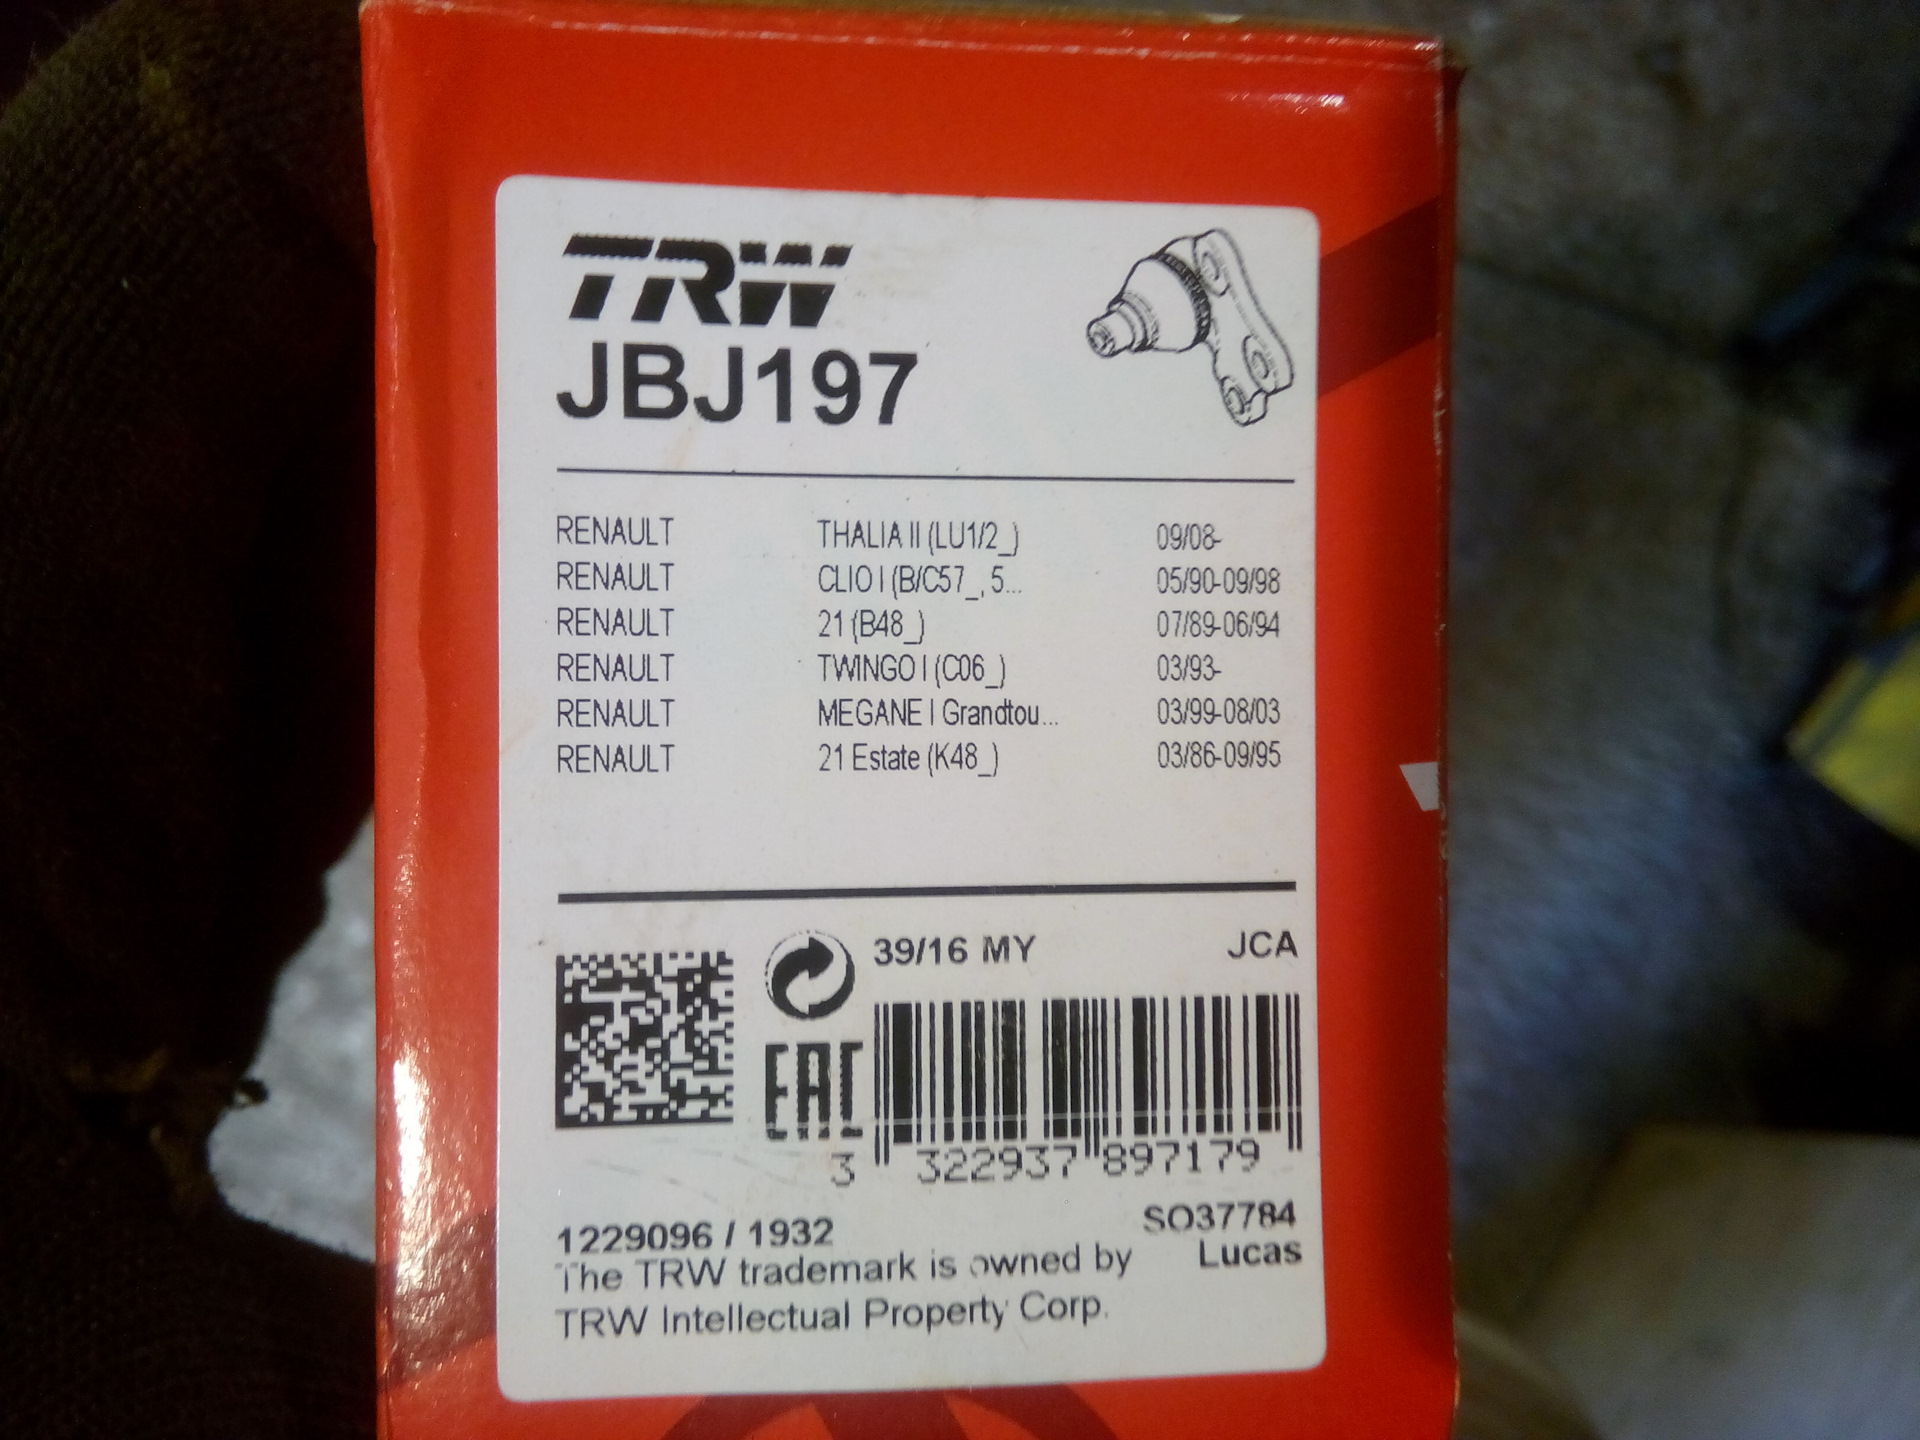 TRW
JBJ197
RENAULT THALIA II (LU1/2_) 09/08-
RENAULT CLIO I (B/C57_, 5... 05/90-09/98
RENAULT 21 (B48_) 07/89-06/94
RENAULT TWINGO I (C06_) 03/93-
RENAULT MEGANE I Grandtou... 03/99-08/03
RENAULT 21 Estate (K48_) 03/86-09/95
39/16 MY JCA
EAC
3 322937 897179
1229096 / 1932 SO37784
The TRW trademark is owned by Lucas
TRW Intellectual Property Corp.